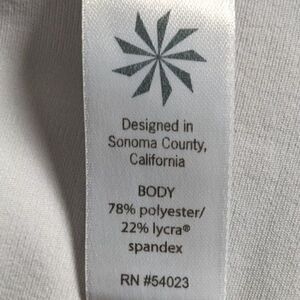 Designed in
Sonoma County,
California
BODY
78% polyester/
22% lycra®
spandex
RN #54023